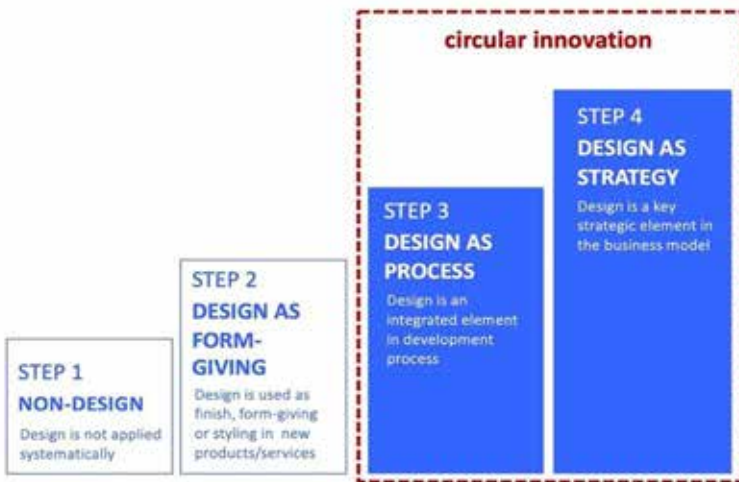 circular innovation
STEP 1
NON-DESIGN
Design is not applied
systematically
STEP 2
DESIGN AS
FORM-
GIVING
Design is used as
finish, form-giving
or styling in new
products/services
STEP 3
DESIGN AS
PROCESS
Design is an
integrated element
in development
process
STEP 4
DESIGN AS
STRATEGY
Design is a key
strategic element in
the business model